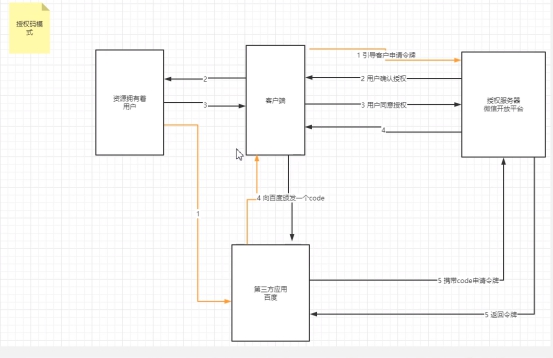 授权码模
式
1 引导客户申请令牌
2
2 用户确认授权
资源拥有着
用户
客户端
授权服务器
微信开放平台
3
3 用户同意授权
4
4 向百度颁发一个code
1
第三方应用
百度
5 携带code申请令牌
5 返回令牌